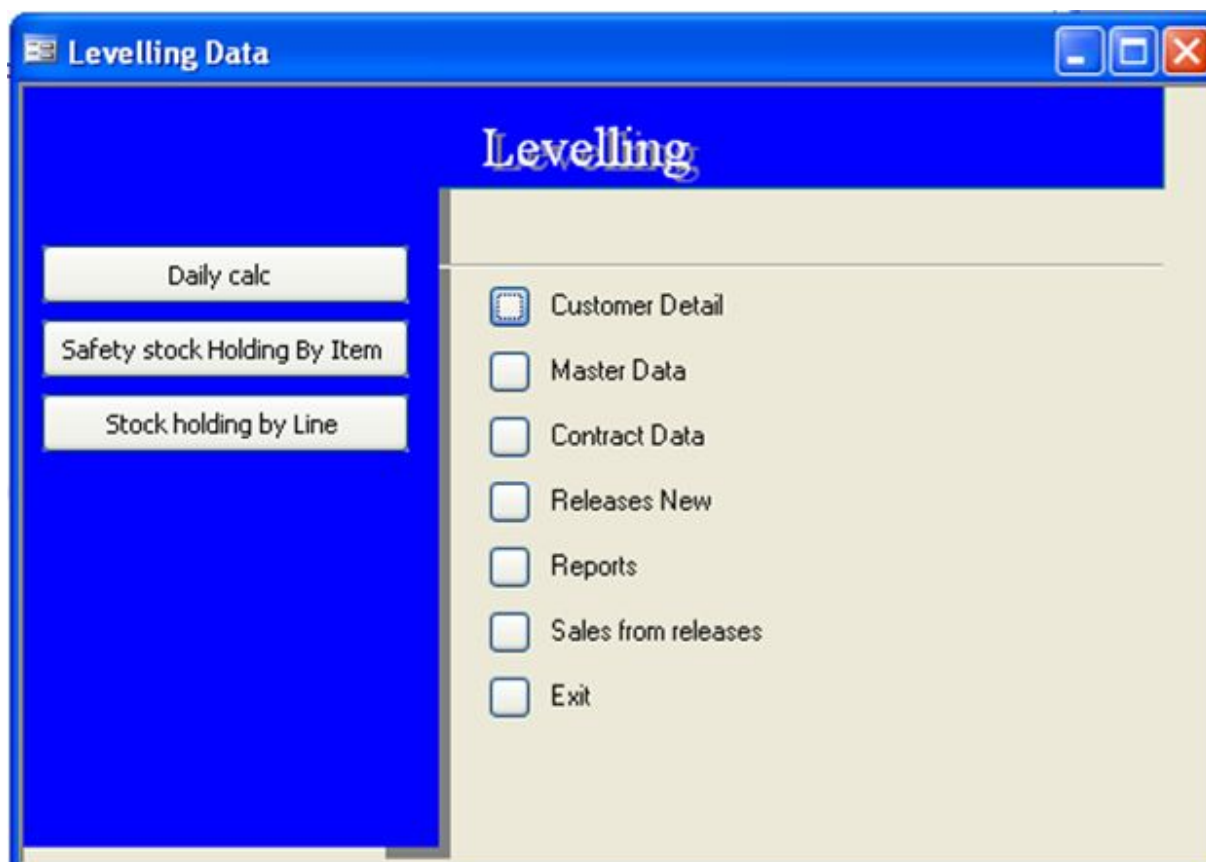 Levelling Data
Levelling
Daily calc
Safety stock Holding By Item
Stock holding by Line
Customer Detail
Master Data
Contract Data
Releases New
Reports
Sales from releases
Exit